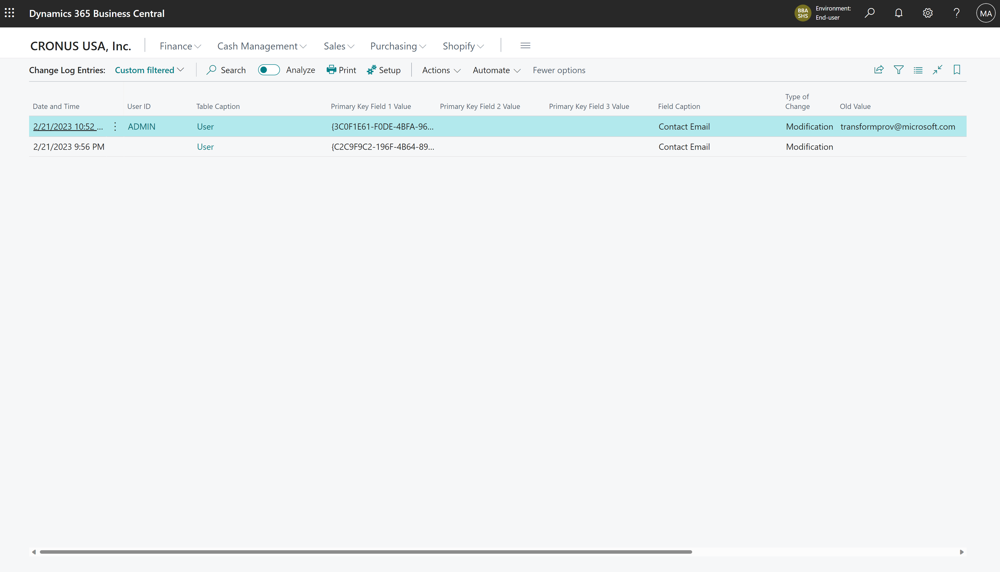 Dynamics 365 Business Central
BBA
SHS
Environment:
End-user
?
MA
CRONUS USA, Inc.
Finance
Cash Management
Sales
Purchasing
Shopify
Change Log Entries:
Custom filtered
Search
Analyze
Print
Setup
Actions
Automate
Fewer options
Date and Time
User ID
Table Caption
Primary Key Field 1 Value
Primary Key Field 2 Value
Primary Key Field 3 Value
Field Caption
Type of
Change
Old Value
2/21/2023 10:52 ...
ADMIN
User
{3C0F1E61-F0DE-4BFA-96...
Contact Email
Modification
transformprov@microsoft.com
2/21/2023 9:56 PM
User
{C2C9F9C2-196F-4B64-89...
Contact Email
Modification